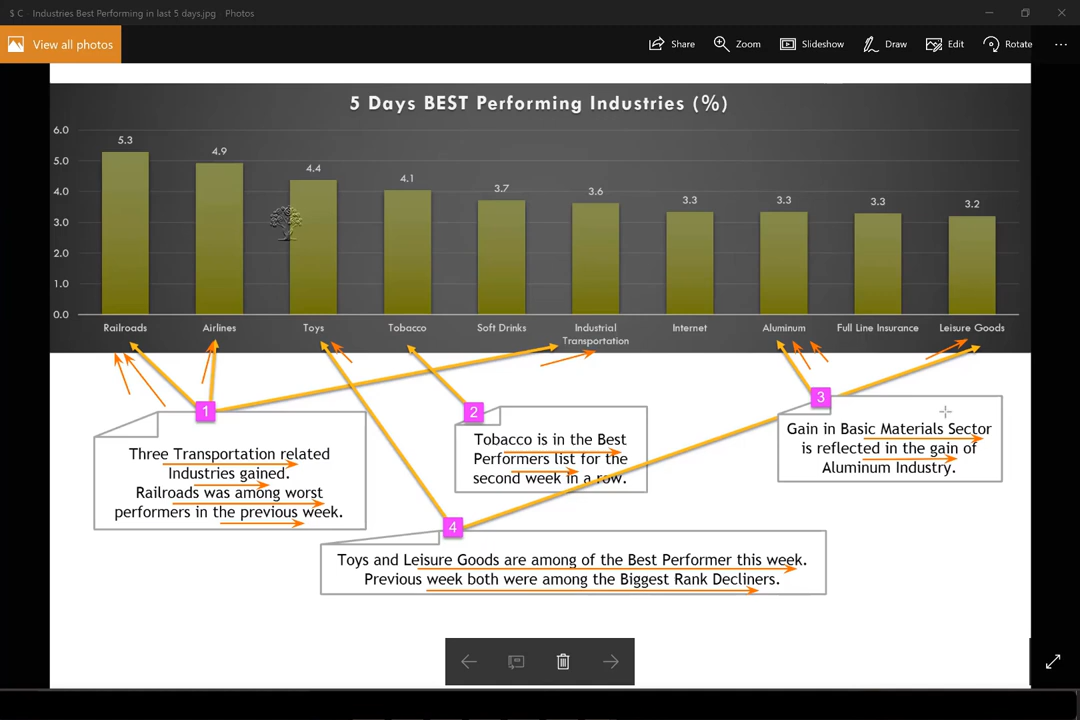 $ C Industries Best Performing in last 5 days.jpg Photos
View all photos
Share Zoom Slideshow Draw Edit Rotate ...
5 Days BEST Performing Industries (%)
6.0
5.0
4.0
3.0
2.0
1.0
0.0
5.3
4.9
4.4
4.1
3.7
3.6
3.3
3.3
3.3
3.2
Railroads
Airlines
Toys
Tobacco
Soft Drinks
Industrial
Transportation
Internet
Aluminum
Full Line Insurance
Leisure Goods
1
Three Transportation related
Industries gained.
Railroads was among worst
performers in the previous week.
2
Tobacco is in the Best
Performers list for the
second week in a row.
3
Gain in Basic Materials Sector
is reflected in the gain of
Aluminum Industry.
4
Toys and Leisure Goods are among of the Best Performer this week.
Previous week both were among the Biggest Rank Decliners.